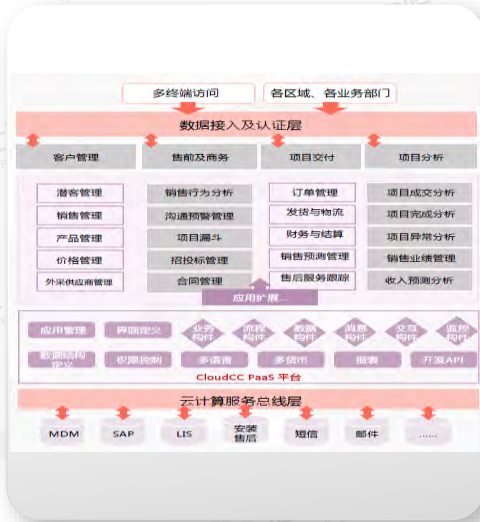 多终端访问 各区域、各业务部门
数据接入及认证层
客户管理 售前及商务 项目交付 项目分析
潜客管理 销售行为分析 订单管理 项目成交分析
销售管理 沟通预警管理 发货与物流 项目完成分析
产品管理 项目漏斗 财务与结算 项目异常分析
价格管理 招投标管理 销售预测管理 销售业绩管理
外采供应商管理 合同管理 售后服务跟踪 收入预测分析
应用扩展...
应用管理 界面定义 业务构件 流程构件 数据构件 消息构件 交互构件 监控构件
数据结构定义 权限控制 多语言 多货币 报表 开发API
CloudCC PaaS 平台
云计算服务总线层
MDM SAP LIS 安装售后 短信 邮件 ......